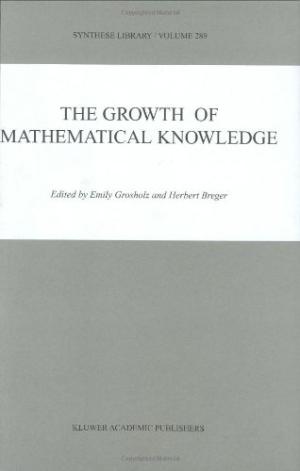 SYNTHESE LIBRARY / VOLUME 289
THE GROWTH OF
MATHEMATICAL KNOWLEDGE
Edited by Emily Grosholz and Herbert Breger
KLUWER ACADEMIC PUBLISHERS